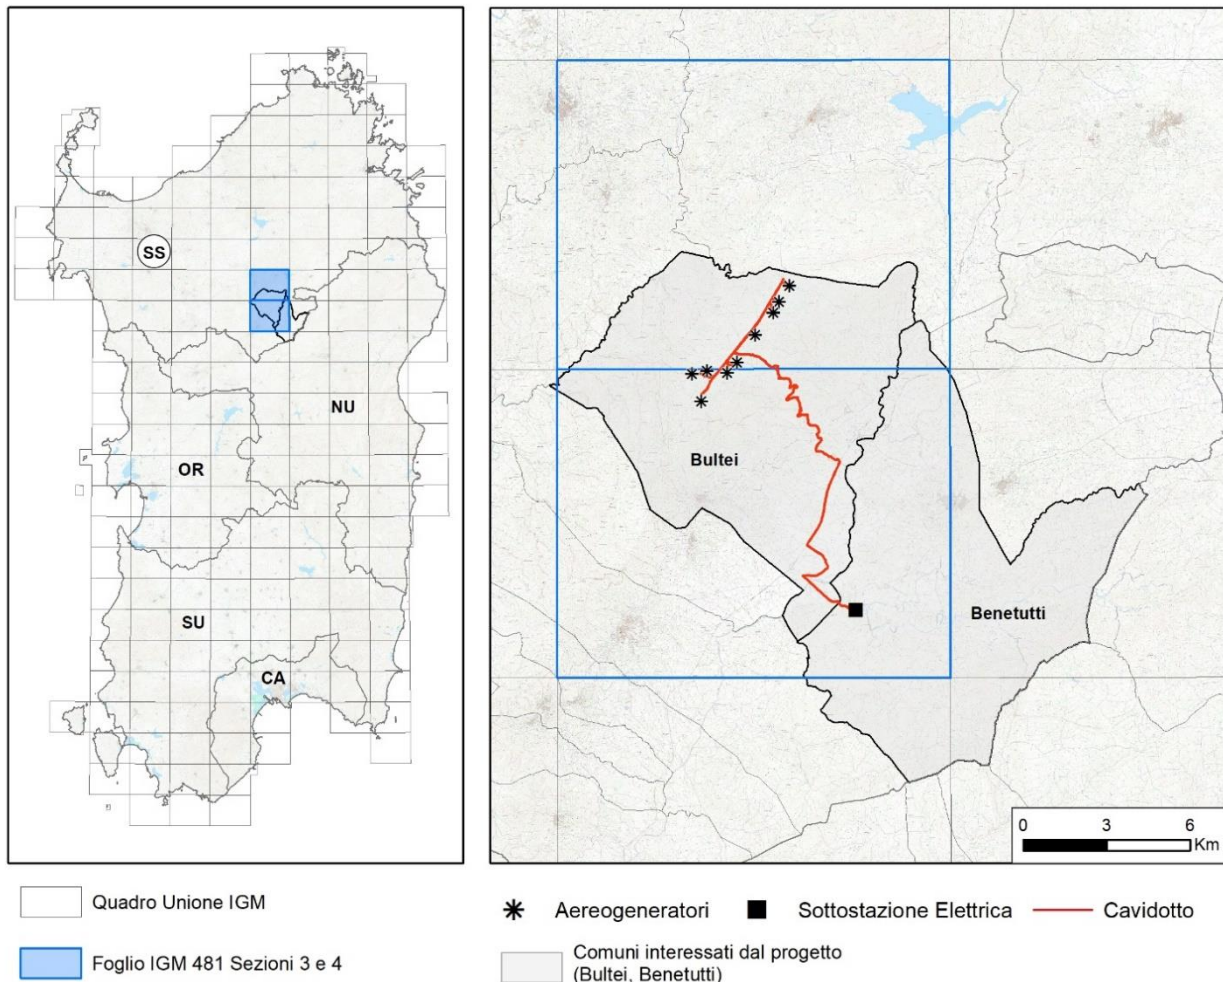 SS
NU
OR
SU
CA
Bultei
Benetutti
0 3 6
Km
Quadro Unione IGM
Foglio IGM 481 Sezioni 3 e 4
Aereogeneratori
Sottostazione Elettrica
Cavidotto
Comuni interessati dal progetto
(Bultei, Benetutti)